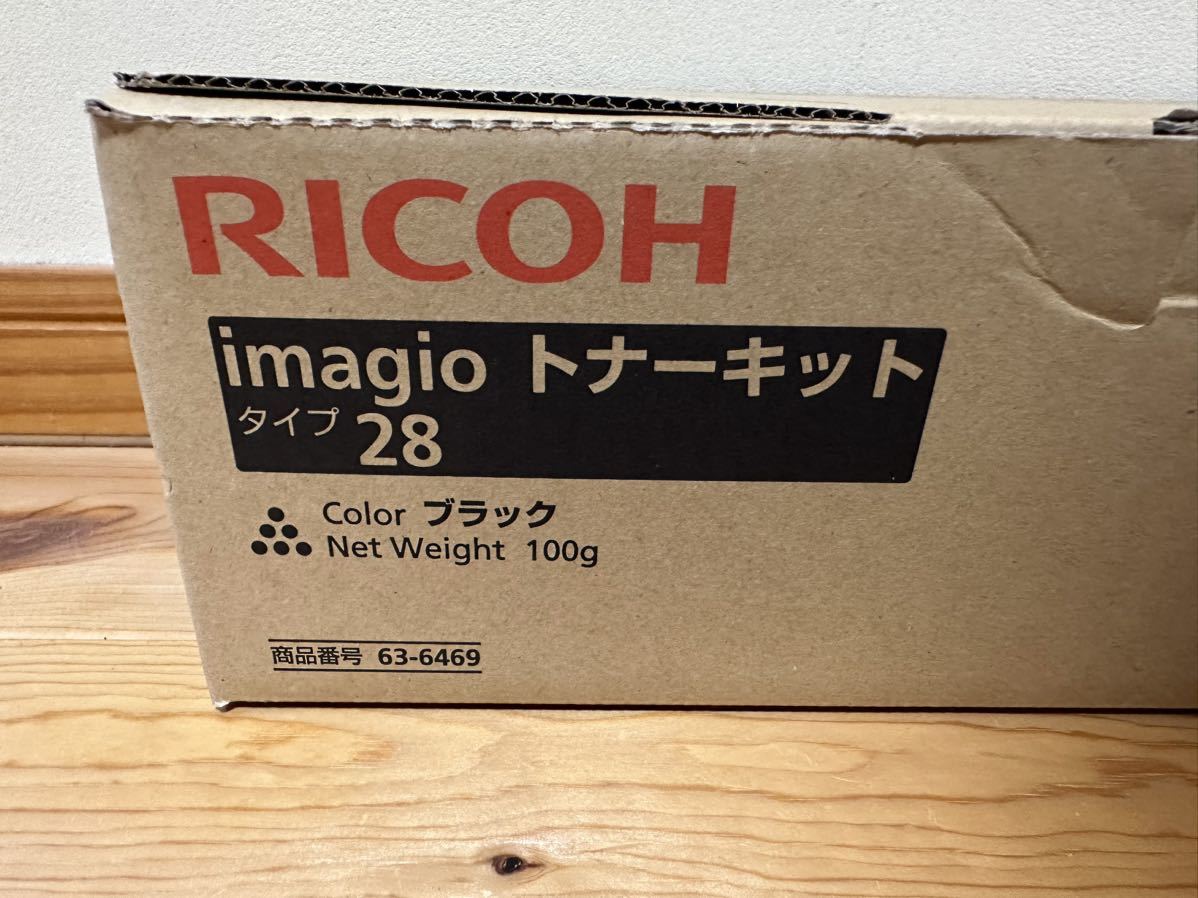 RICOH
imagio トナーキット
タイプ 28
Color ブラック
Net Weight 100g
商品番号 63-6469